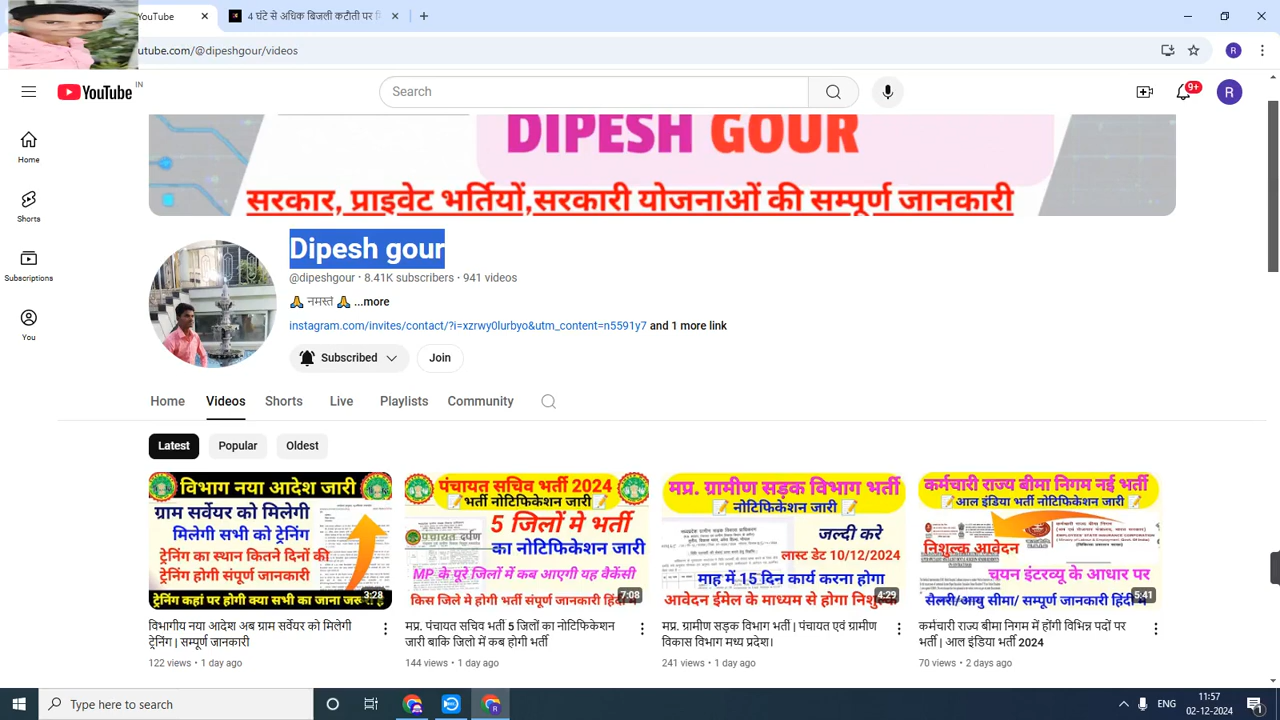 YouTube
4 घंटे से अधिक बिजली कटौती पर
utube.com/@dipeshgour/videos
R
YouTube IN
Search
9+
R
Home
Shorts
Subscriptions
You
DIPESH GOUR
सरकार, प्राइवेट भर्तियों,सरकारी योजनाओं की सम्पूर्ण जानकारी
Dipesh gour
@dipeshgour · 8.41K subscribers · 941 videos
🙏 नमस्ते 🙏 ...more
instagram.com/invites/contact/?i=xzrwy0lurbyo&utm_content=n5591y7 and 1 more link
Subscribed
Join
Home Videos Shorts Live Playlists Community
Latest Popular Oldest
विभाग नया आदेश जारी
ग्राम सर्वेयर को मिलेगी
मिलेगी सभी को ट्रेनिंग
ट्रेनिंग का स्थान कितने दिनों की
ट्रेनिंग होगी संपूर्ण जानकारी
ट्रेनिंग कहां पर होगी क्या सभी का जाना
3:28
पंचायत सचिव भर्ती 2024
भर्ती नोटिफिकेशन जारी
5 जिलों मे भर्ती
पंचायत दर्पण
का नोटिफिकेशन जारी
MP के पूरे जिलों में कब आएगी यह वैकेंसी
किस जिले मे होगी भर्ती संपूर्ण जानकारी हिंदी
7:08
मप्र. ग्रामीण सड़क विभाग भर्ती
नोटिफिकेशन जारी
जल्दी करे
लास्ट डेट 10/12/2024
माह में 15 दिन कार्य करना होगा
आवेदन ईमेल के माध्यम से होगा
4:29
कर्मचारी राज्य बीमा निगम नई भर्ती
आल इंडिया भर्ती नोटिफिकेशन जारी
निशुल्क आवेदन
चयन इंटरव्यू के आधार पर
सैलरी/आयु सीमा/ सम्पूर्ण जानकारी हिंदी
5:41
विभागीय नया आदेश अब ग्राम सर्वेयर को मिलेगी
ट्रेनिंग | सम्पूर्ण जानकारी
122 views · 1 day ago
मप्र. पंचायत सचिव भर्ती 5 जिलों का नोटिफिकेशन
जारी बाकि जिलो में कब होगी भर्ती
144 views · 1 day ago
मप्र. ग्रामीण सड़क विभाग भर्ती | पंचायत एवं ग्रामीण
विकास विभाग मध्य प्रदेश।
241 views · 1 day ago
कर्मचारी राज्य बीमा निगम में होंगी विभिन्न पदों पर
भर्ती | आल इंडिया भर्ती 2024
70 views · 2 days ago
Type here to search
ENG
11:57
02-12-2024